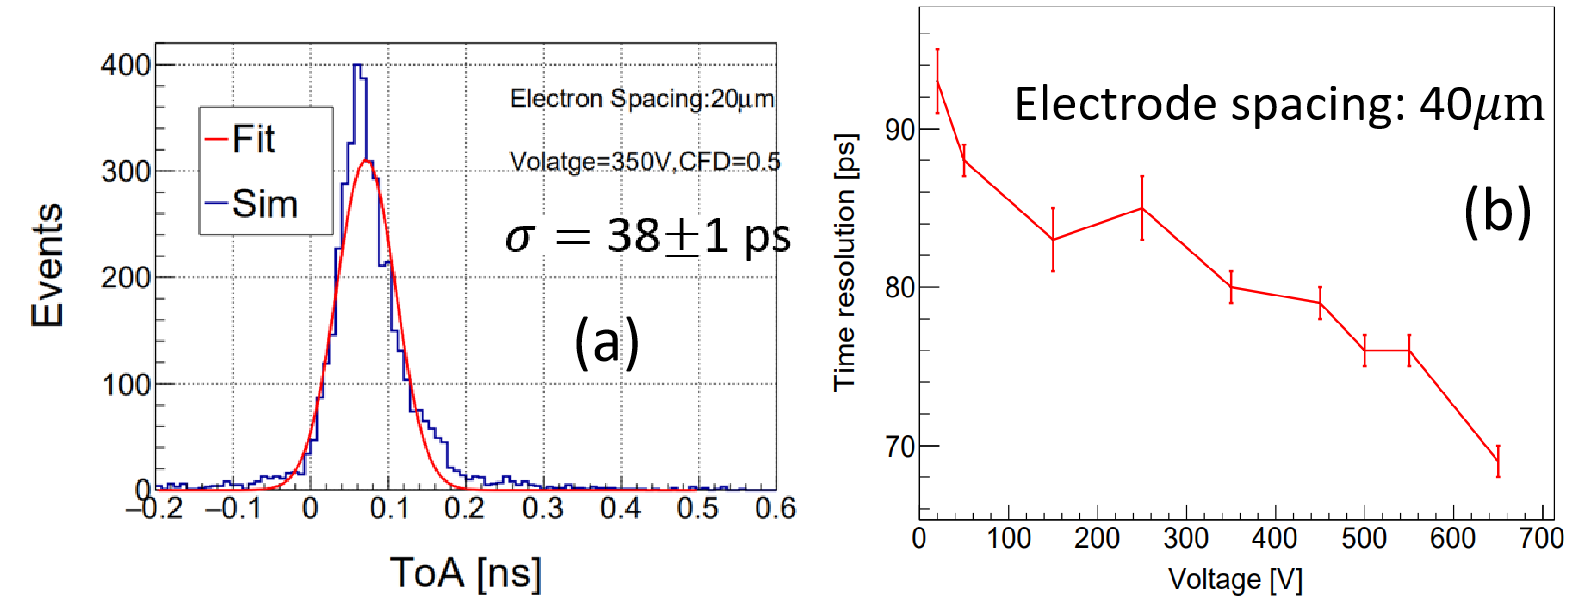 400
300
200
100
0
Events
Fit
Sim
Electron Spacing:20μm
Volatge=350V,CFD=0.5
σ = 38±1 ps
(a)
−0.2 −0.1 0 0.1 0.2 0.3 0.4 0.5 0.6
ToA [ns]
Electrode spacing: 40μm
(b)
90
80
70
Time resolution [ps]
0 100 200 300 400 500 600 700
Voltage [V]